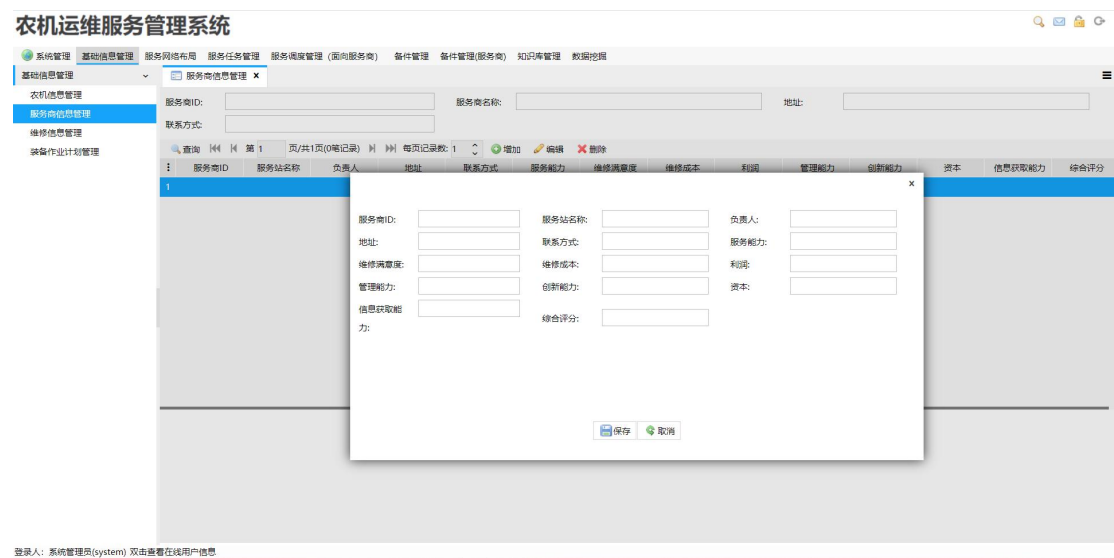 农机运维服务管理系统
系统管理 基础信息管理 服务网络布局 服务任务管理 服务调度管理 (面向服务商) 备件管理 备件管理(服务商) 知识库管理 数据挖掘
基础信息管理 服务商信息管理 x
农机信息管理
服务商信息管理
维修信息管理
装备作业计划管理
服务商ID: 服务商名称: 地址:
联系方式:
查询 第 1 页/共1页(0笔记录) 每页记录数: 1 增加 编辑 删除
服务商ID 服务站名称 负责人 地址 联系方式 服务能力 维修满意度 维修成本 利润 管理能力 创新能力 资本 信息获取能力 综合评分
1
x
服务商ID: 服务站名称: 负责人:
地址: 联系方式: 服务能力:
维修满意度: 维修成本: 利润:
管理能力: 创新能力: 资本:
信息获取能
力: 综合评分:
保存 取消
登录人: 系统管理员(system) 双击查看在线用户信息